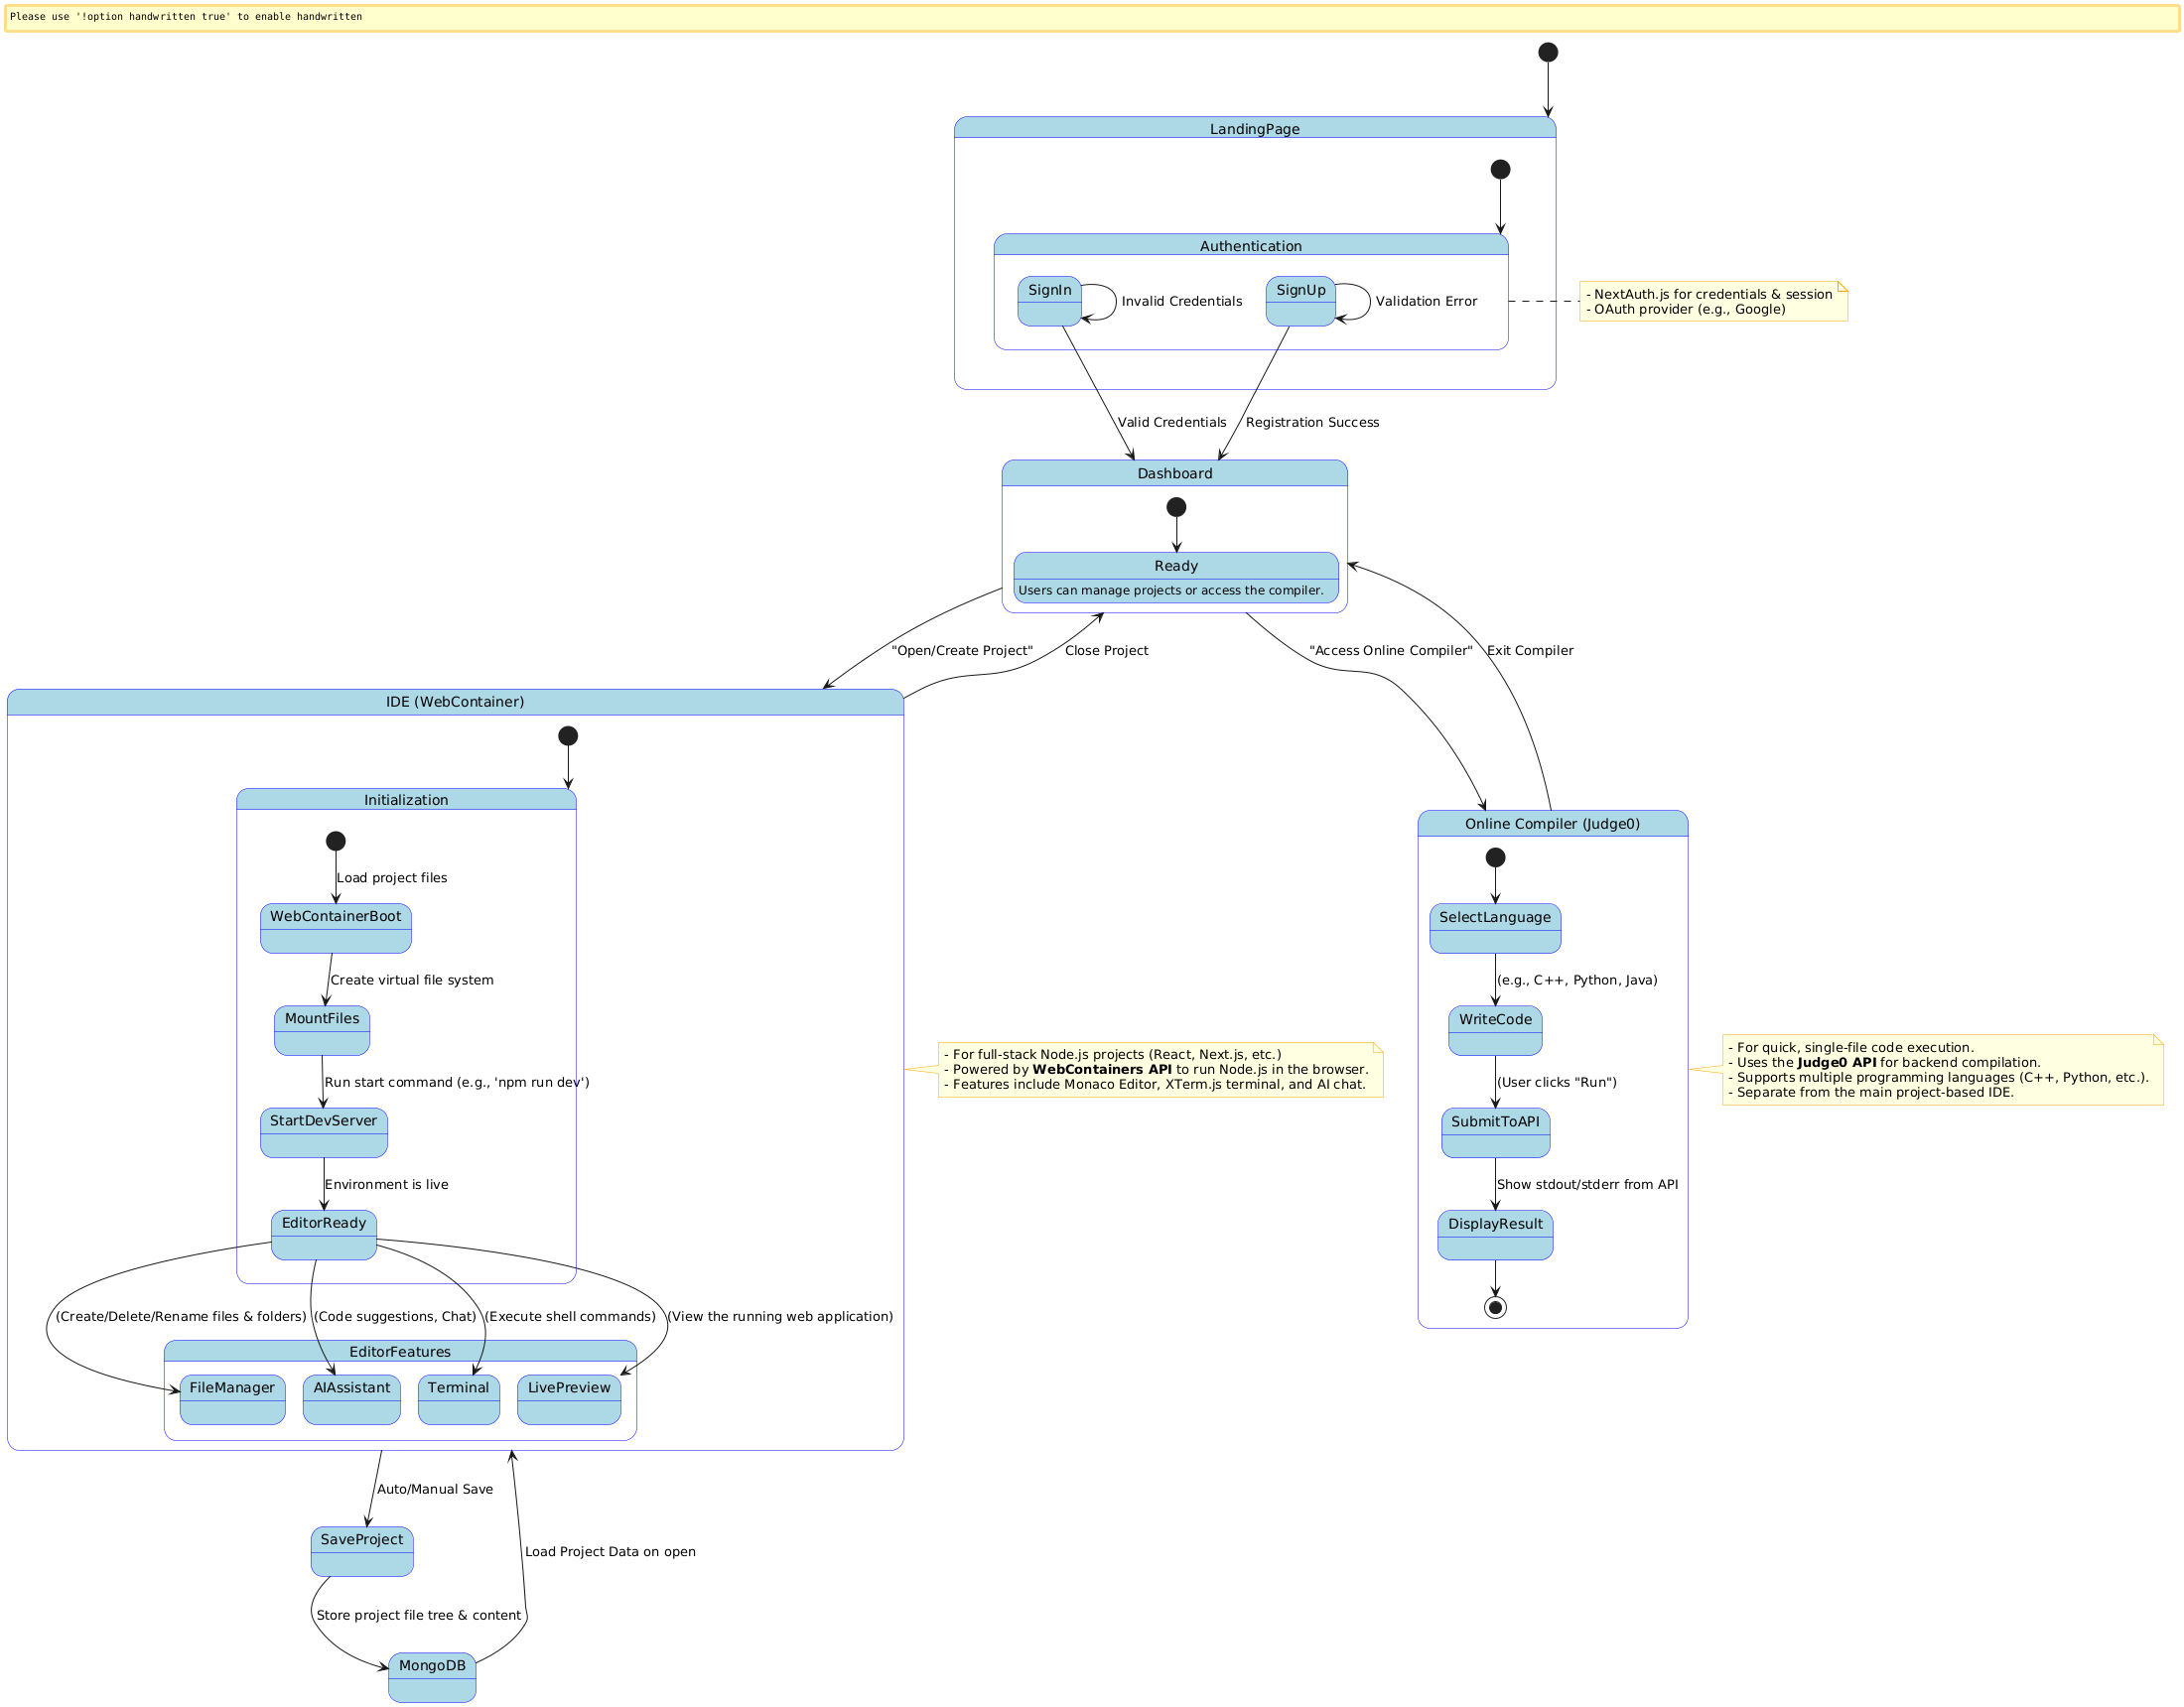 Please use '!option handwritten true' to enable handwritten
LandingPage
Authentication
SignIn
Invalid Credentials
SignUp
Validation Error
- NextAuth.js for credentials & session
- OAuth provider (e.g., Google)
Valid Credentials
Registration Success
Dashboard
Ready
Users can manage projects or access the compiler.
"Open/Create Project"
Close Project
"Access Online Compiler"
Exit Compiler
IDE (WebContainer)
Initialization
Load project files
WebContainerBoot
Create virtual file system
MountFiles
Run start command (e.g., 'npm run dev')
StartDevServer
Environment is live
EditorReady
(Create/Delete/Rename files & folders)
(Code suggestions, Chat)
(Execute shell commands)
(View the running web application)
EditorFeatures
FileManager
AIAssistant
Terminal
LivePreview
- For full-stack Node.js projects (React, Next.js, etc.)
- Powered by WebContainers API to run Node.js in the browser.
- Features include Monaco Editor, XTerm.js terminal, and AI chat.
Online Compiler (Judge0)
SelectLanguage
(e.g., C++, Python, Java)
WriteCode
(User clicks "Run")
SubmitToAPI
Show stdout/stderr from API
DisplayResult
- For quick, single-file code execution.
- Uses the Judge0 API for backend compilation.
- Supports multiple programming languages (C++, Python, etc.).
- Separate from the main project-based IDE.
Auto/Manual Save
SaveProject
Load Project Data on open
Store project file tree & content
MongoDB